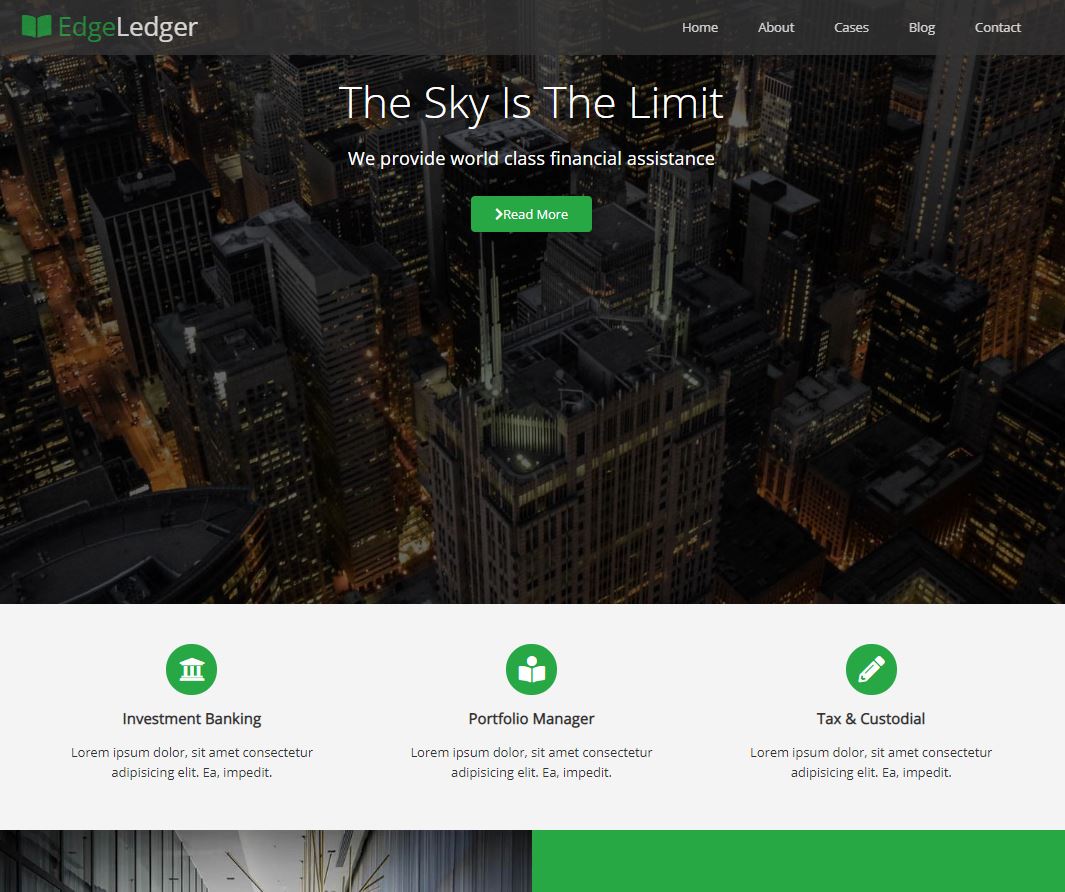 EdgeLedger
Home About Cases Blog Contact
The Sky Is The Limit
We provide world class financial assistance
Read More
Investment Banking
Lorem ipsum dolor, sit amet consectetur
adipisicing elit. Ea, impedit.
Portfolio Manager
Lorem ipsum dolor, sit amet consectetur
adipisicing elit. Ea, impedit.
Tax & Custodial
Lorem ipsum dolor, sit amet consectetur
adipisicing elit. Ea, impedit.